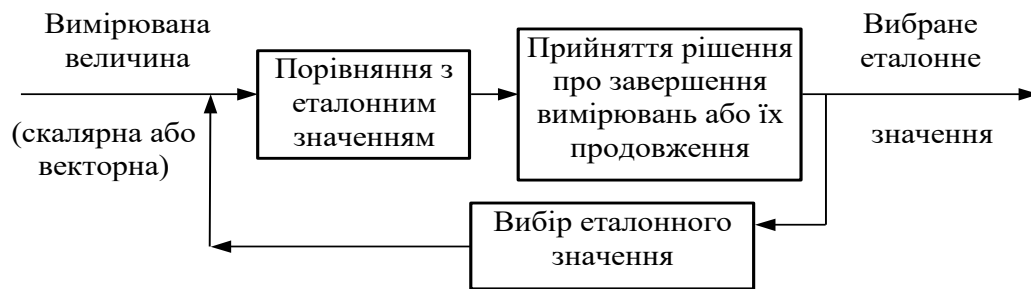 Вимірювана
величина
(скалярна або
векторна)
Порівняння з
еталонним
значенням
Прийняття рішення
про завершення
вимірювань або їх
продовження
Вибране
еталонне
значення
Вибір еталонного
значення